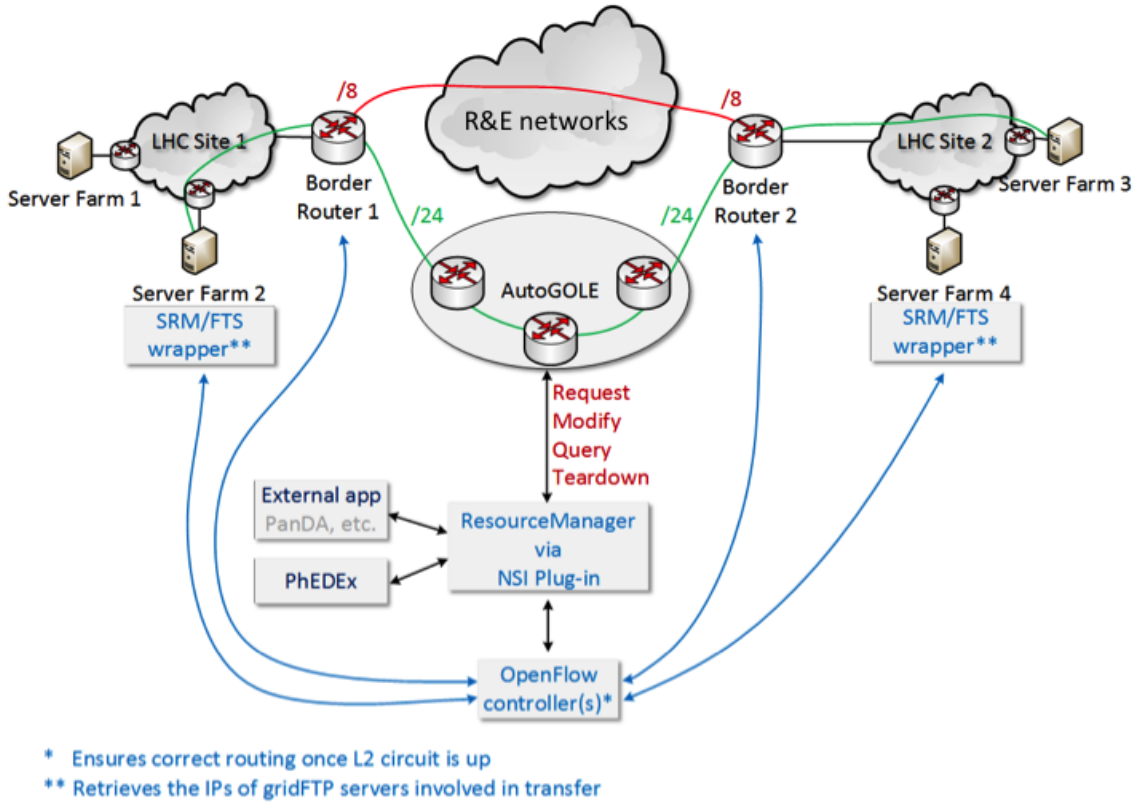 /8
R&E networks
/8
LHC Site 1
LHC Site 2
Server Farm 1
Border
Router 1
Border
Router 2
Server Farm 3
/24
/24
AutoGOLE
Server Farm 2
SRM/FTS
wrapper**
Server Farm 4
SRM/FTS
wrapper**
Request
Modify
Query
Teardown
External app
PanDA, etc.
PhEDEx
ResourceManager
via
NSI Plug-in
OpenFlow
controller(s)*
* Ensures correct routing once L2 circuit is up
** Retrieves the IPs of gridFTP servers involved in transfer